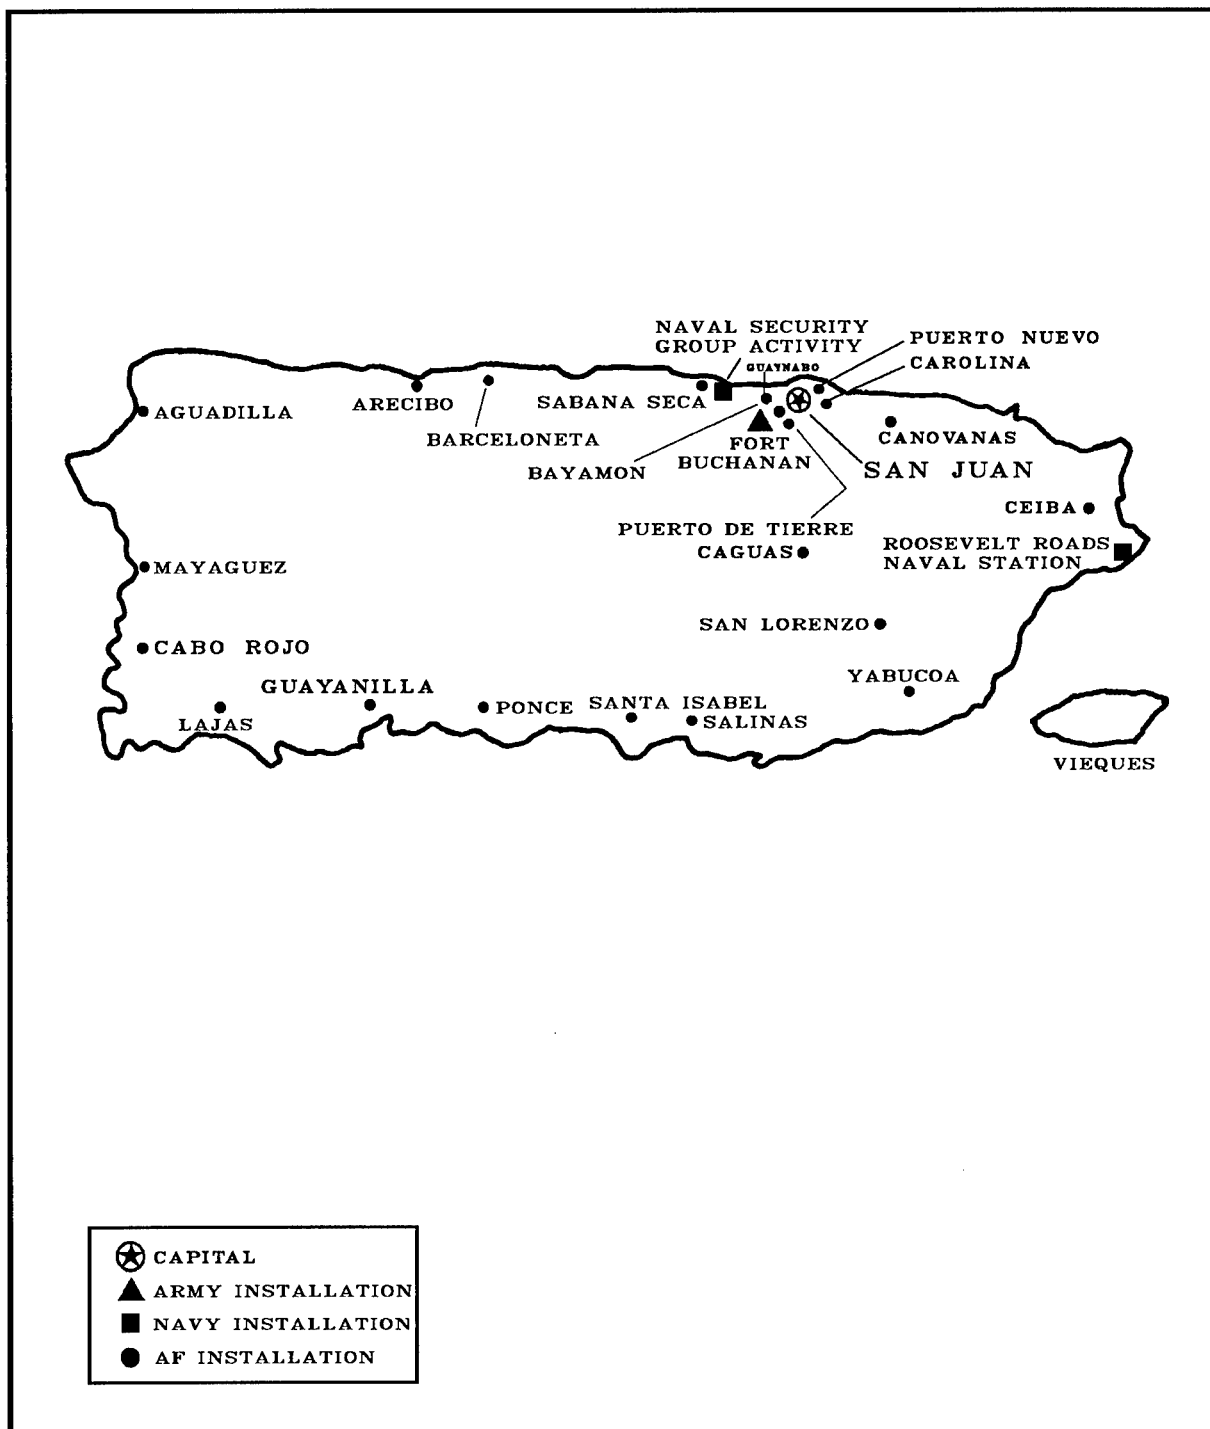 NAVAL SECURITY
GROUP ACTIVITY
PUERTO NUEVO
GUAYNABO
CAROLINA
AGUADILLA
ARECIBO
SABANA SECA
BARCELONETA
FORT
BUCHANAN
CANOVANAS
BAYAMON
SAN JUAN
CEIBA
PUERTO DE TIERRE
CAGUAS
ROOSEVELT ROADS
NAVAL STATION
MAYAGUEZ
SAN LORENZO
CABO ROJO
YABUCOA
GUAYANILLA
LAJAS
PONCE
SANTA ISABEL
SALINAS
VIEQUES
CAPITAL
ARMY INSTALLATION
NAVY INSTALLATION
AF INSTALLATION